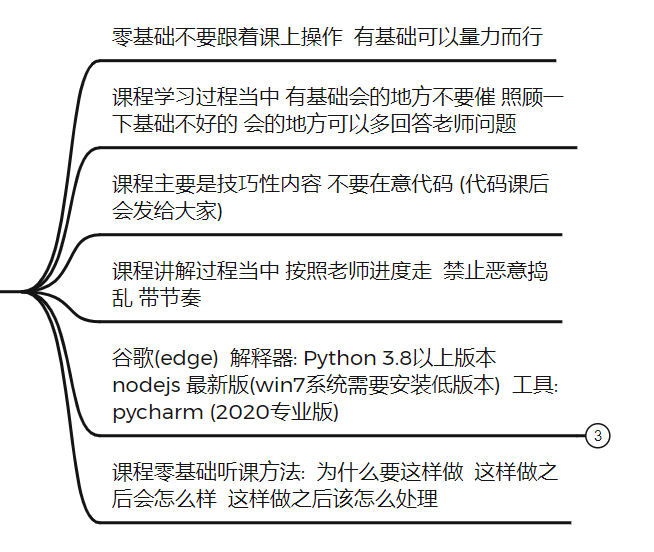 零基础不要跟着课上操作 有基础可以量力而行
课程学习过程当中 有基础会的地方不要催 照顾一
下基础不好的 会的地方可以多回答老师问题
课程主要是技巧性内容 不要在意代码 (代码课后
会发给大家)
课程讲解过程当中 按照老师进度走 禁止恶意捣
乱 带节奏
谷歌(edge) 解释器: Python 3.8以上版本
nodejs 最新版(win7系统需要安装低版本) 工具:
pycharm (2020专业版)
3
课程零基础听课方法: 为什么要这样做 这样做之
后会怎么样 这样做之后该怎么处理